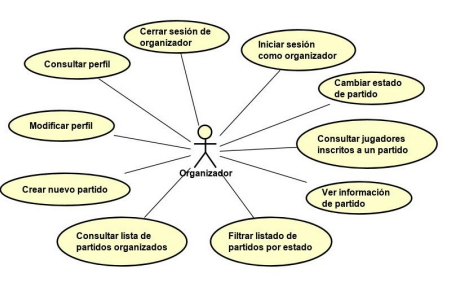 Cerrar sesión de
organizador
Iniciar sesión
como organizador
Consultar perfil
Cambiar estado
de partido
Modificar perfil
Consultar jugadores
inscritos a un partido
Organizador
Crear nuevo partido
Ver información
de partido
Consultar lista de
partidos organizados
Filtrar listado de
partidos por estado